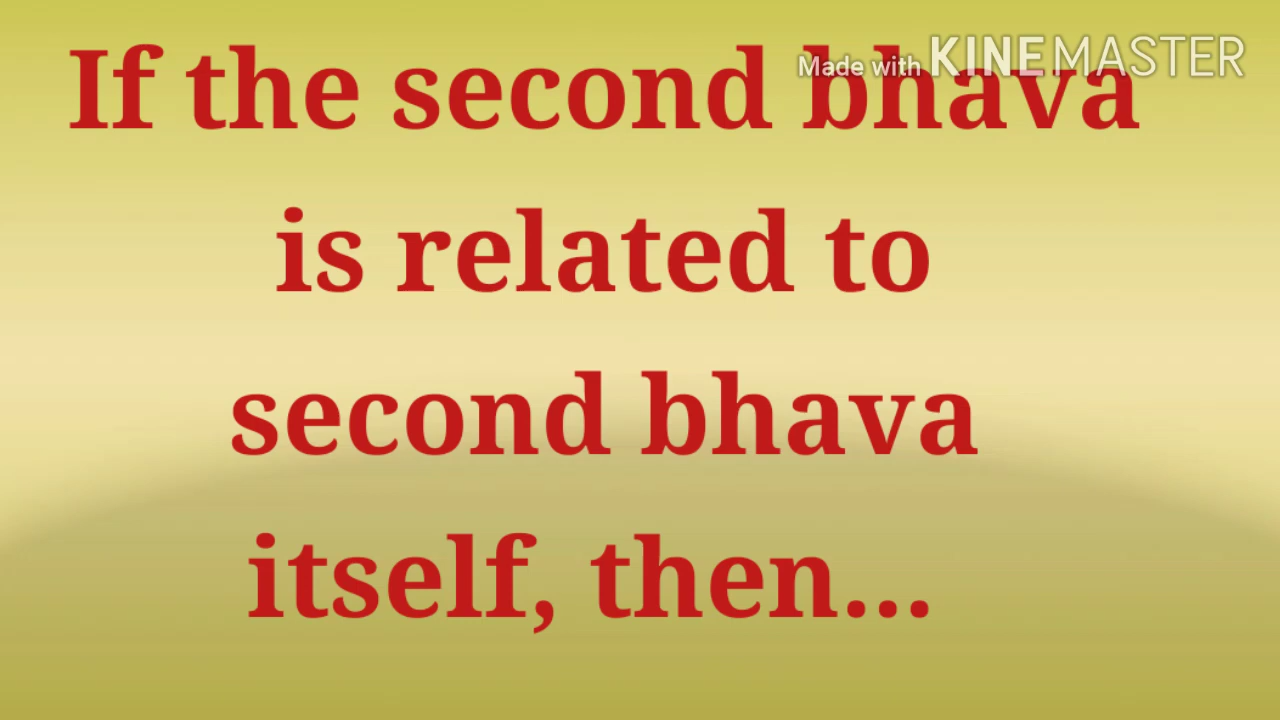 If the second bhava
Made with KINEMASTER
is related to
second bhava
itself, then...